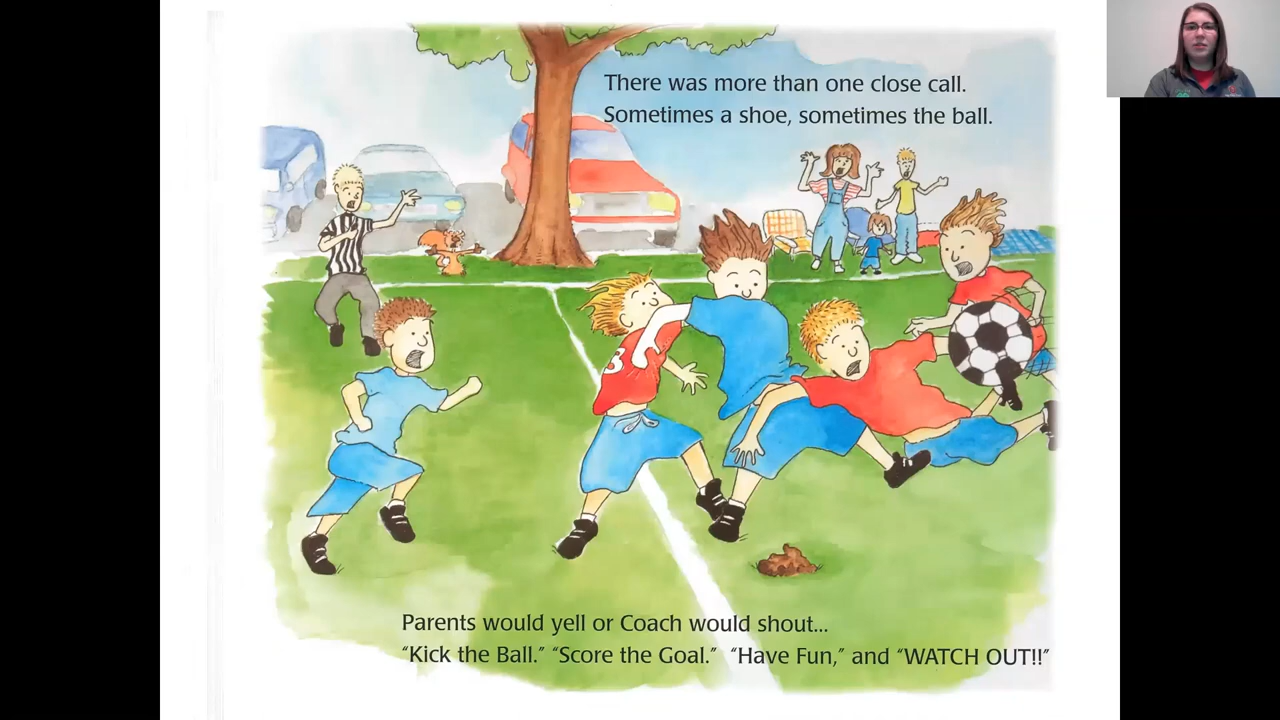 There was more than one close call.
Sometimes a shoe, sometimes the ball.
3
Parents would yell or Coach would shout...
“Kick the Ball.” “Score the Goal.” “Have Fun,” and “WATCH OUT!!”